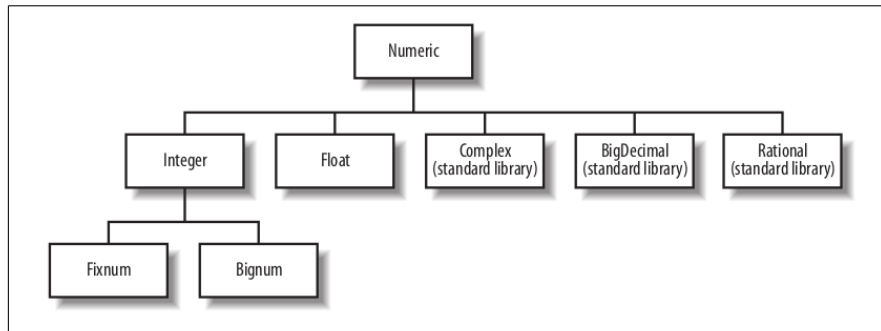 Numeric
Integer
Float
Complex
(standard library)
BigDecimal
(standard library)
Rational
(standard library)
Fixnum
Bignum